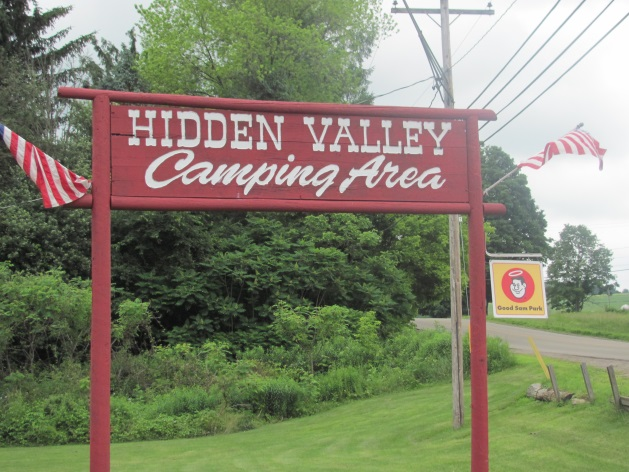 HIDDEN VALLEY
Camping Area
Good Sam Park